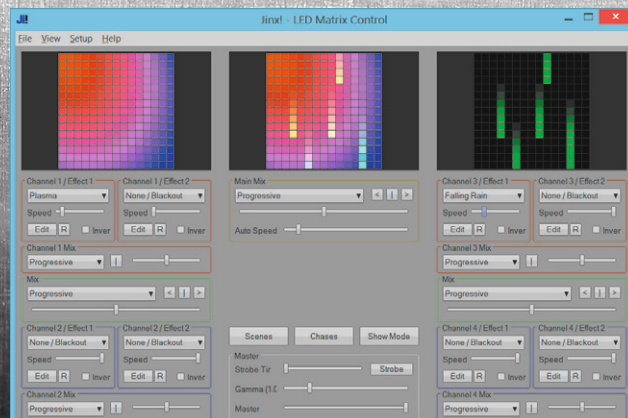 Jinx! - LED Matrix Control
File View Setup Help
Channel 1 / Effect 1
Plasma
Speed
Edit R Inver
Channel 1 / Effect 2
None / Blackout
Speed
Edit R Inver
Channel 1 Mix
Progressive |
Mix
Progressive < | >
Channel 2 / Effect 1
None / Blackout
Speed
Edit R Inver
Channel 2 / Effect 2
None / Blackout
Speed
Edit R Inver
Channel 2 Mix
Progressive |
Main Mix
Progressive < | >
Auto Speed
Scenes Chases Show Mode
Master
Strobe Tir Strobe
Gamma (1.0
Master
Channel 3 / Effect 1
Falling Rain
Speed
Edit R Inver
Channel 3 / Effect 2
None / Blackout
Speed
Edit R Inver
Channel 3 Mix
Progressive |
Mix
Progressive < | >
Channel 4 / Effect 1
None / Blackout
Speed
Edit R Inver
Channel 4 / Effect 2
None / Blackout
Speed
Edit R Inver
Channel 4 Mix
Progressive |